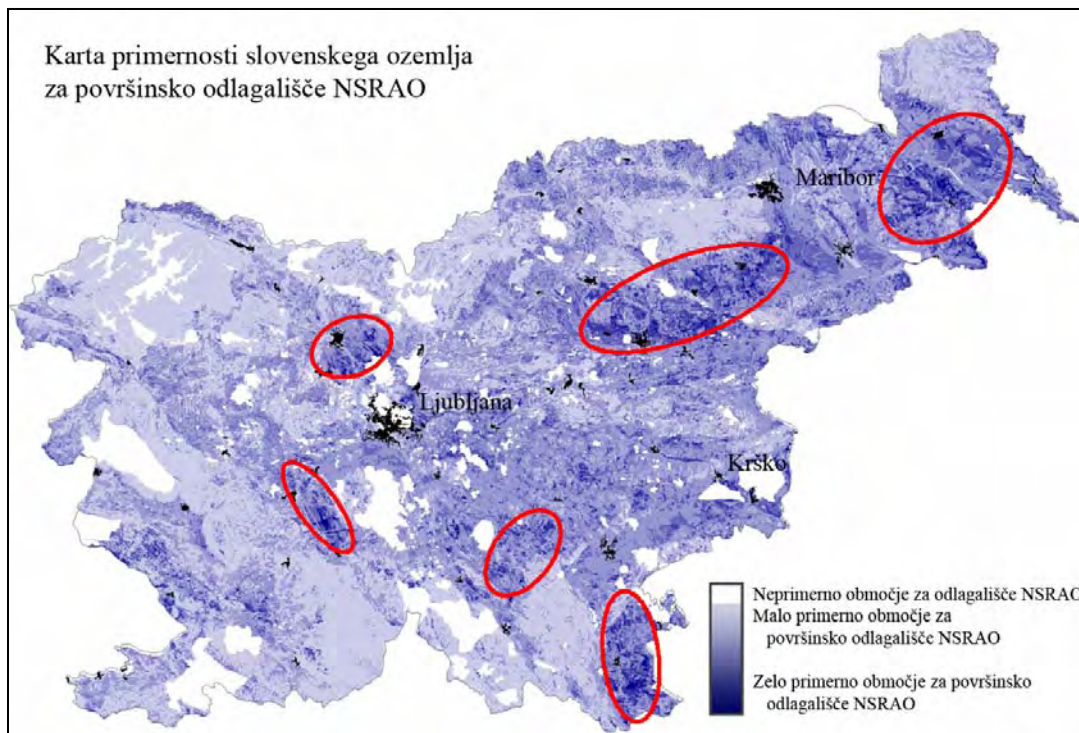 Karta primernosti slovenskega ozemlja
za površinsko odlagališče NSRAO
Maribor
Ljubljana
Krško
Neprimerno območje za odlagališče NSRAO
Malo primerno območje za
površinsko odlagališče NSRAO
Zelo primerno območje za površinsko
odlagališče NSRAO